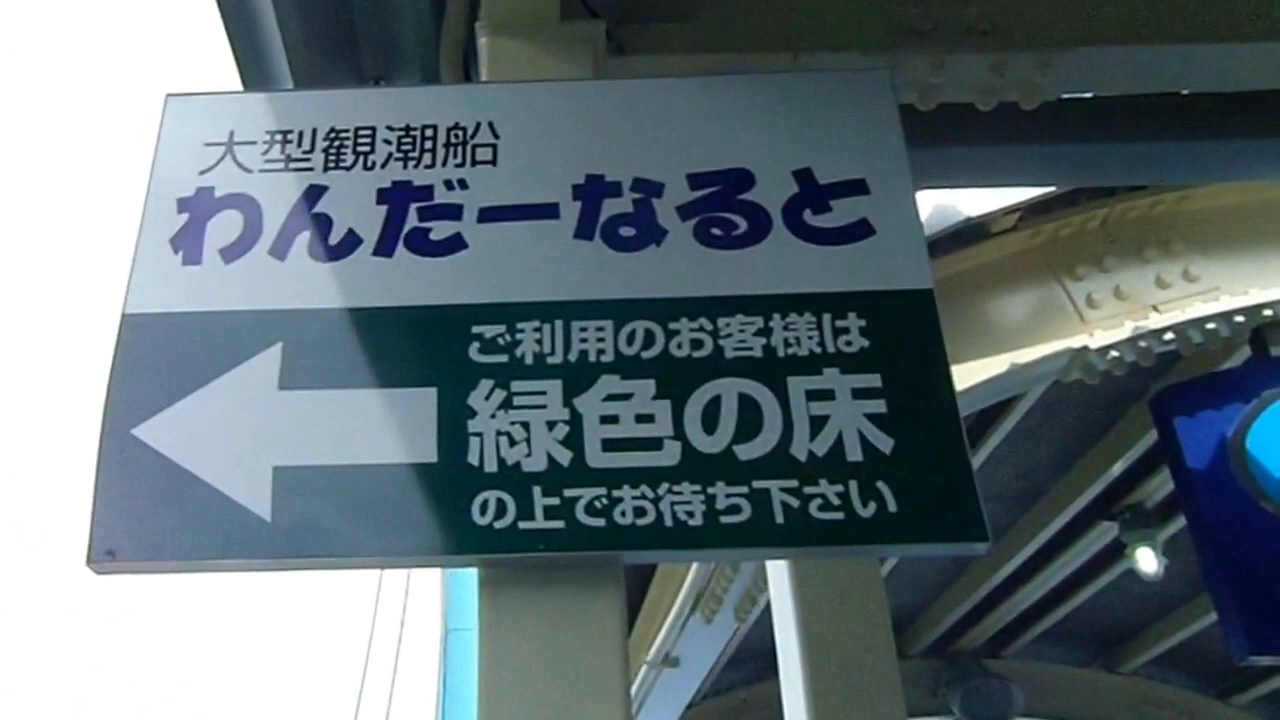 大型観潮船
わんだーなると
ご利用のお客様は
緑色の床
の上でお待ち下さい